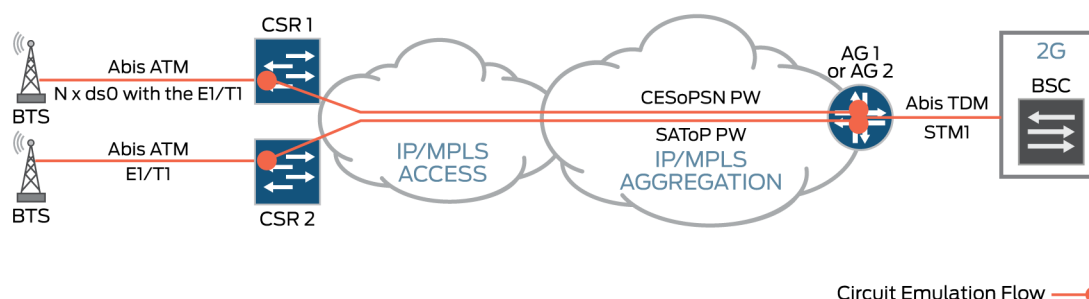 CSR 1
Abis ATM
N x ds0 with the E1/T1
BTS
Abis ATM
E1/T1
BTS
CSR 2
IP/MPLS
ACCESS
CESoPSN PW
SAToP PW
IP/MPLS
AGGREGATION
AG 1
or AG 2
Abis TDM
STM1
2G
BSC
Circuit Emulation Flow